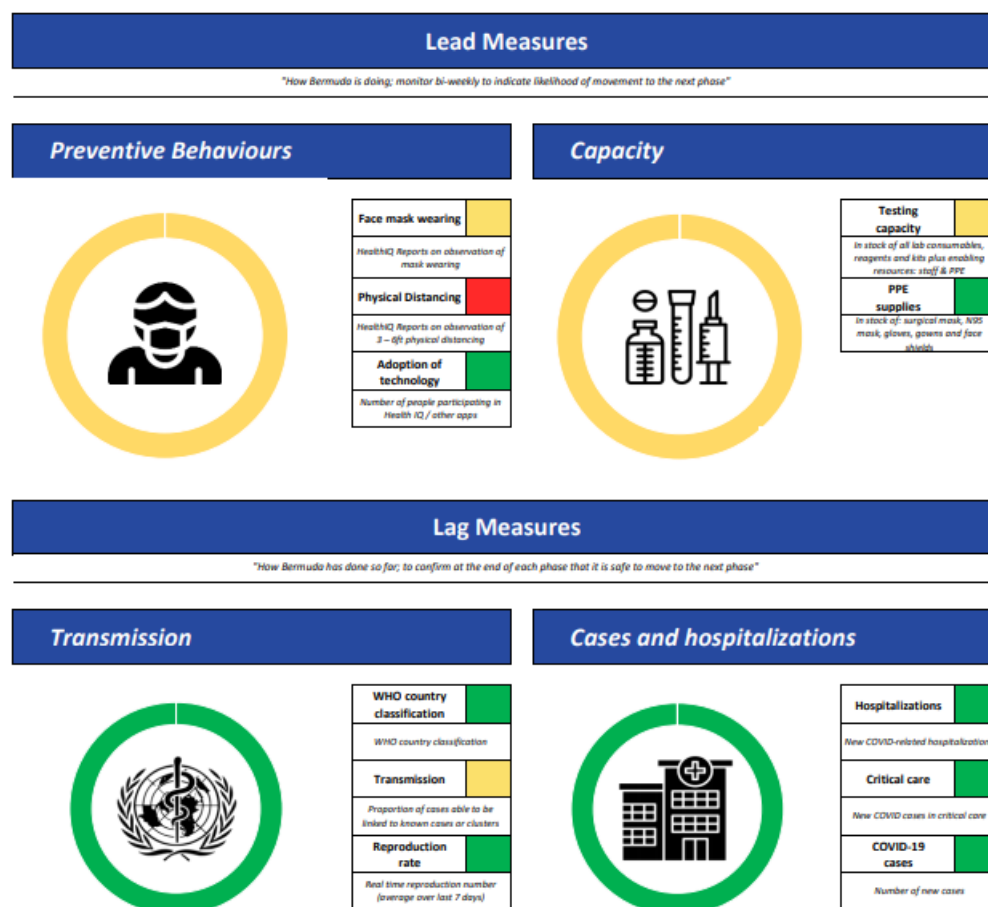 Lead Measures
"How Bermuda is doing; monitor bi-weekly to indicate likelihood of movement to the next phase"
Preventive Behaviours
Face mask wearing
HealthIQ Reports on observation of
mask wearing
Physical Distancing
HealthIQ Reports on observation of
3 – 6ft physical distancing
Adoption of
technology
Number of people participating in
Health IQ / other apps
Capacity
Testing
capacity
In stock of all lab consumables,
reagents and kits plus enabling
resources: staff & PPE
PPE
supplies
In stock of: surgical mask, N95
mask, gloves, gowns and face
shields
Lag Measures
"How Bermuda has done so far; to confirm at the end of each phase that it is safe to move to the next phase"
Transmission
WHO country
classification
WHO country classification
Transmission
Proportion of cases able to be
linked to known cases or clusters
Reproduction
rate
Real time reproduction number
(average over last 7 days)
Cases and hospitalizations
Hospitalizations
New COVID-related hospitalization
Critical care
New COVID cases in critical care
COVID-19
cases
Number of new cases